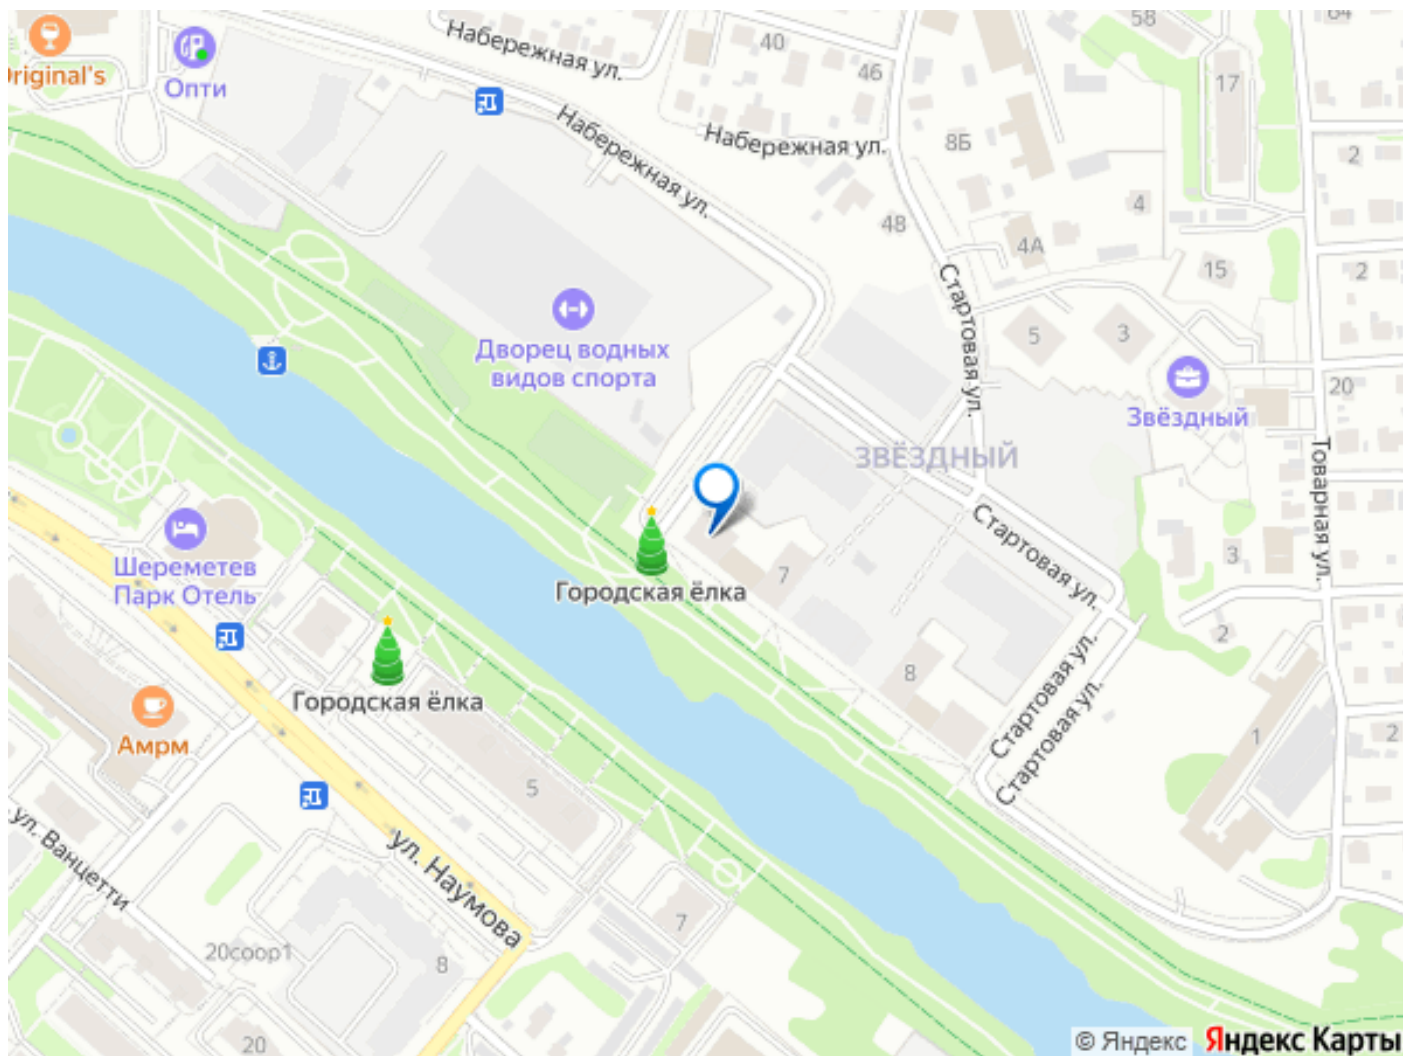 58
64
Набережная ул.
40
46
Original's
Опти
17
Набережная ул.
Набережная ул.
8Б
2
4
48
4А
15
2
Стартовая ул.
5
3
Дворец водных
видов спорта
20
Звёздный
ЗВЁЗДНЫЙ
Товарная ул.
Стартовая ул.
3
Шереметев
Парк Отель
7
Городская ёлка
2
Стартовая ул.
Стартовая ул.
8
Городская ёлка
1
2
Амрм
5
ул. Ванцетти
ул. Наумова
7
20соор1
8
20
© Яндекс
Яндекс Карты